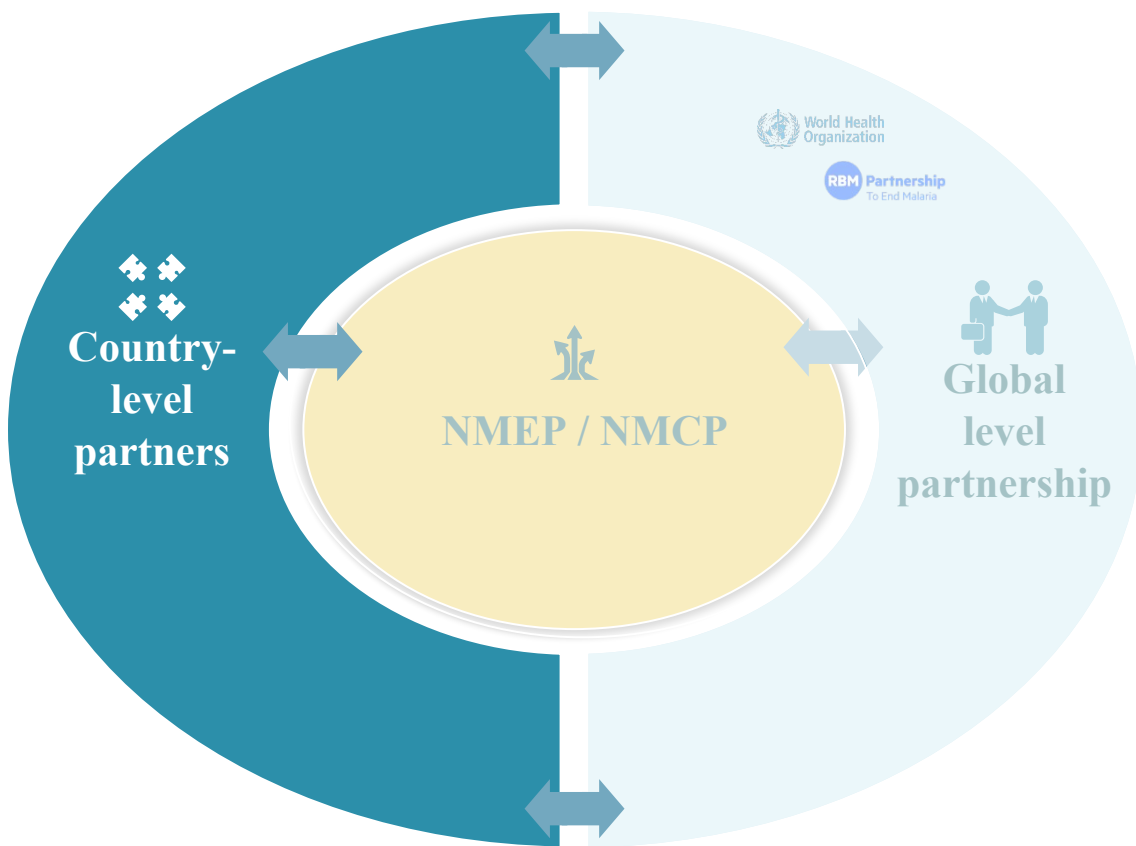 World Health
Organization
RBM Partnership
To End Malaria
Country-
level
partners
NMEP / NMCP
Global
level
partnership